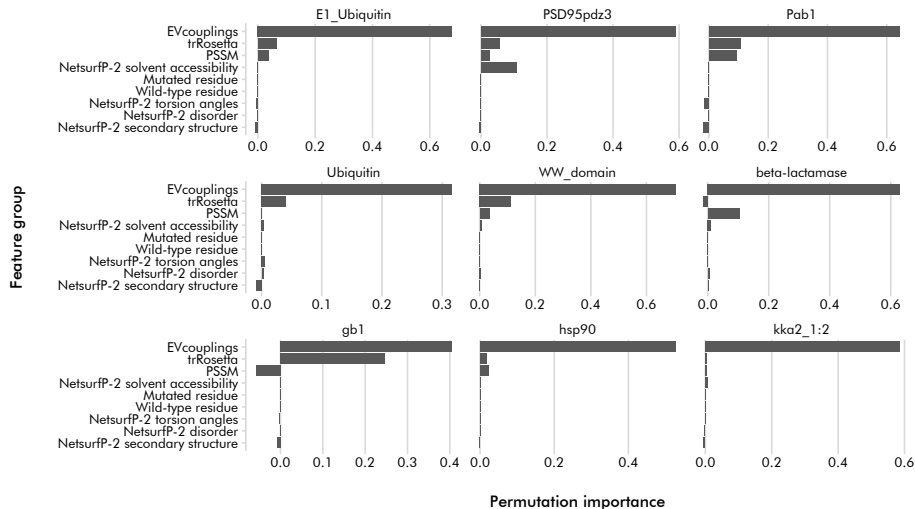 E1_Ubiquitin PSD95pdz3 Pab1
EVcouplings
trRosetta
PSSM
NetsurfP-2 solvent accessibility
Mutated residue
Wild-type residue
NetsurfP-2 torsion angles
NetsurfP-2 disorder
NetsurfP-2 secondary structure
0.0 0.2 0.4 0.6 0.0 0.2 0.4 0.6 0.0 0.2 0.4 0.6
Ubiquitin WW_domain beta-lactamase
EVcouplings
trRosetta
PSSM
NetsurfP-2 solvent accessibility
Mutated residue
Wild-type residue
NetsurfP-2 torsion angles
NetsurfP-2 disorder
NetsurfP-2 secondary structure
0.0 0.1 0.2 0.3 0.0 0.2 0.4 0.6 0.0 0.2 0.4 0.6
gb1 hsp90 kka2_1:2
EVcouplings
trRosetta
PSSM
NetsurfP-2 solvent accessibility
Mutated residue
Wild-type residue
NetsurfP-2 torsion angles
NetsurfP-2 disorder
NetsurfP-2 secondary structure
0.0 0.1 0.2 0.3 0.4 0.0 0.2 0.4 0.0 0.2 0.4 0.6
Feature group
Permutation importance